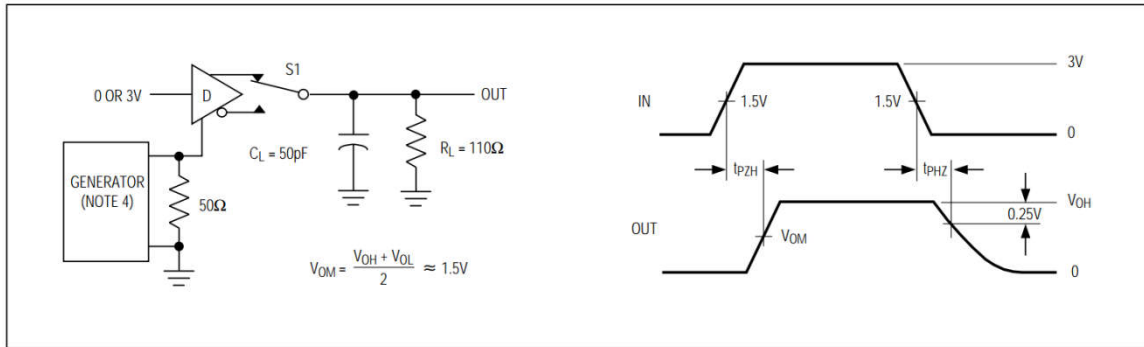 0 OR 3V
D
S1
OUT
C_L = 50pF
R_L = 110Ω
GENERATOR
(NOTE 4)
50Ω
V_OM = (V_OH + V_OL) / 2 ≈ 1.5V
3V
IN
1.5V
1.5V
0
t_PZH
t_PHZ
V_OH
0.25V
OUT
V_OM
0